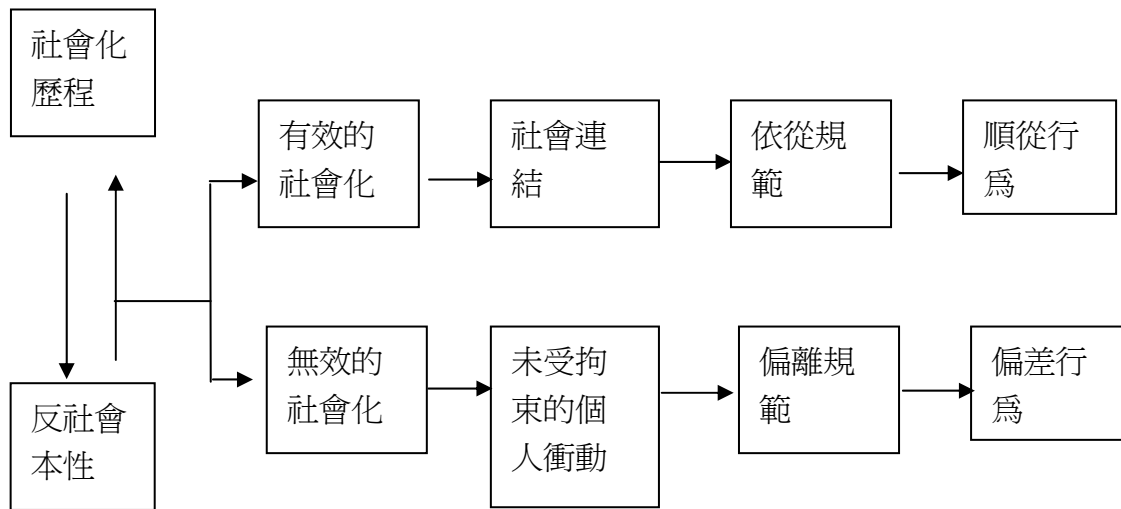 社會化
歷程
有效的
社會化
社會連
結
依從規
範
順從行
爲
無效的
社會化
未受拘
束的個
人衝動
偏離規
範
偏差行
爲
反社會
本性